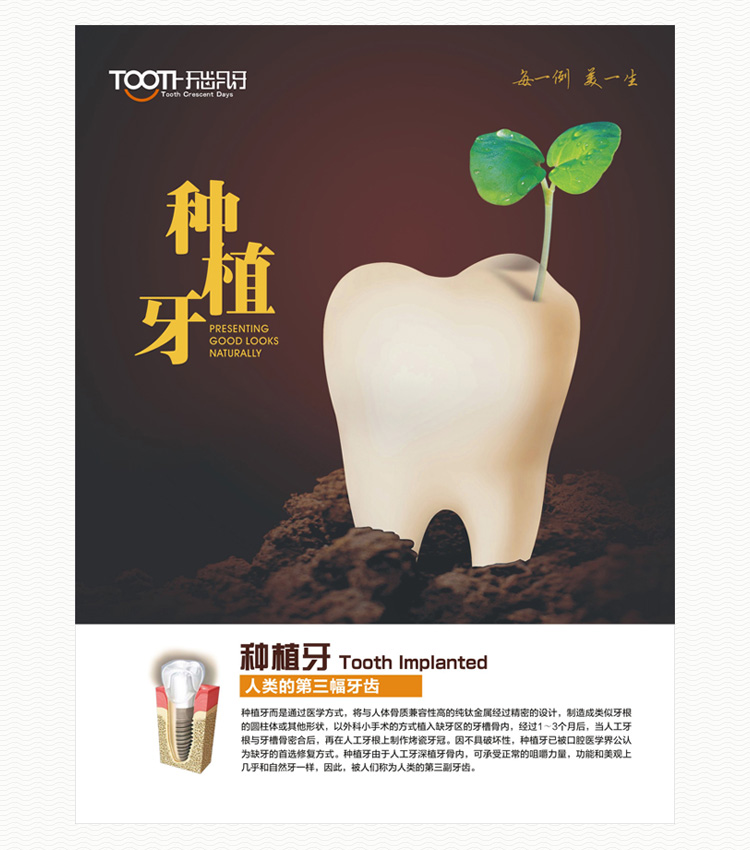 TOOTH 天齿月牙
Tooth Crescent Days
每一例 美一生
种植牙
PRESENTING
GOOD LOOKS
NATURALLY
种植牙 Tooth Implanted
人类的第三幅牙齿
种植牙而是通过医学方式，将与人体骨质兼容性高的纯钛金属经过精密的设计，制造成类似牙根
的圆柱体或其他形状，以外科小手术的方式植入缺牙区的牙槽骨内，经过1～3个月后，当人工牙
根与牙槽骨密合后，再在人工牙根上制作烤瓷牙冠。因不具破坏性，种植牙已被口腔医学界公认
为缺牙的首选修复方式。种植牙由于人工牙深植牙骨内，可承受正常的咀嚼力量，功能和美观上
几乎和自然牙一样，因此，被人们称为人类的第三副牙齿。